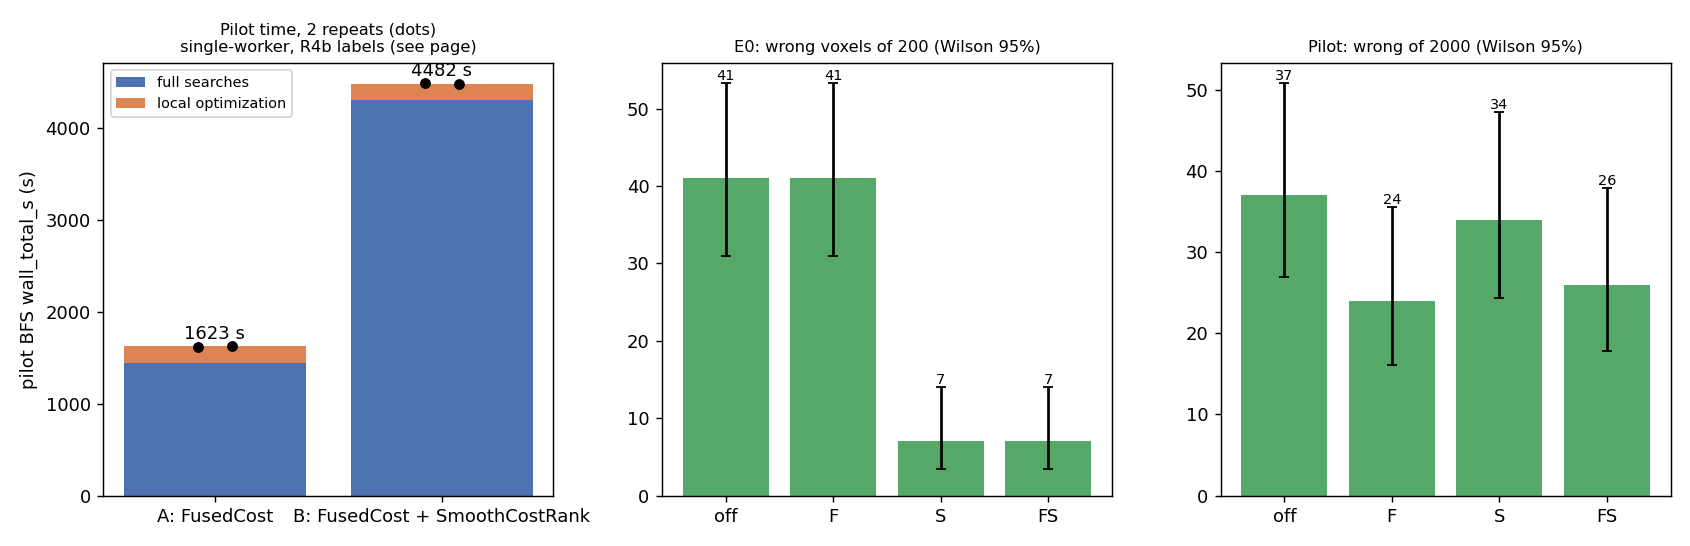 Pilot time, 2 repeats (dots)
single-worker, R4b labels (see page)
pilot BFS wall_total_s (s)
4000
3000
2000
1000
0
full searches
local optimization
1623 s
4482 s
A: FusedCost
B: FusedCost + SmoothCostRank
E0: wrong voxels of 200 (Wilson 95%)
50
40
30
20
10
0
41
41
7
7
off
F
S
FS
Pilot: wrong of 2000 (Wilson 95%)
50
40
30
20
10
0
37
24
34
26
off
F
S
FS